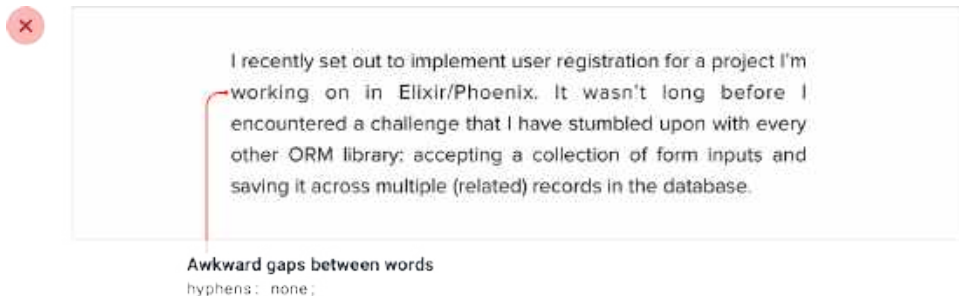 I recently set out to implement user registration for a project I'm
working on in Elixir/Phoenix. It wasn't long before I
encountered a challenge that I have stumbled upon with every
other ORM library: accepting a collection of form inputs and
saving it across multiple (related) records in the database.
Awkward gaps between words
hyphens: none;